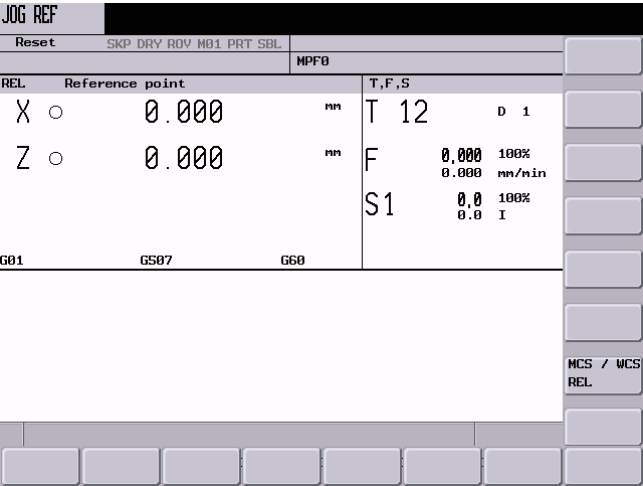 JOG REF
Reset SKP DRY ROV M01 PRT SBL
MPF0
REL Reference point T,F,S
X 0.000 mm T 12 D 1
Z 0.000 mm F 0.000 100%
0.000 mm/min
S1 0.0 100%
0.0 I
G01 G507 G60
MCS / WCS
REL